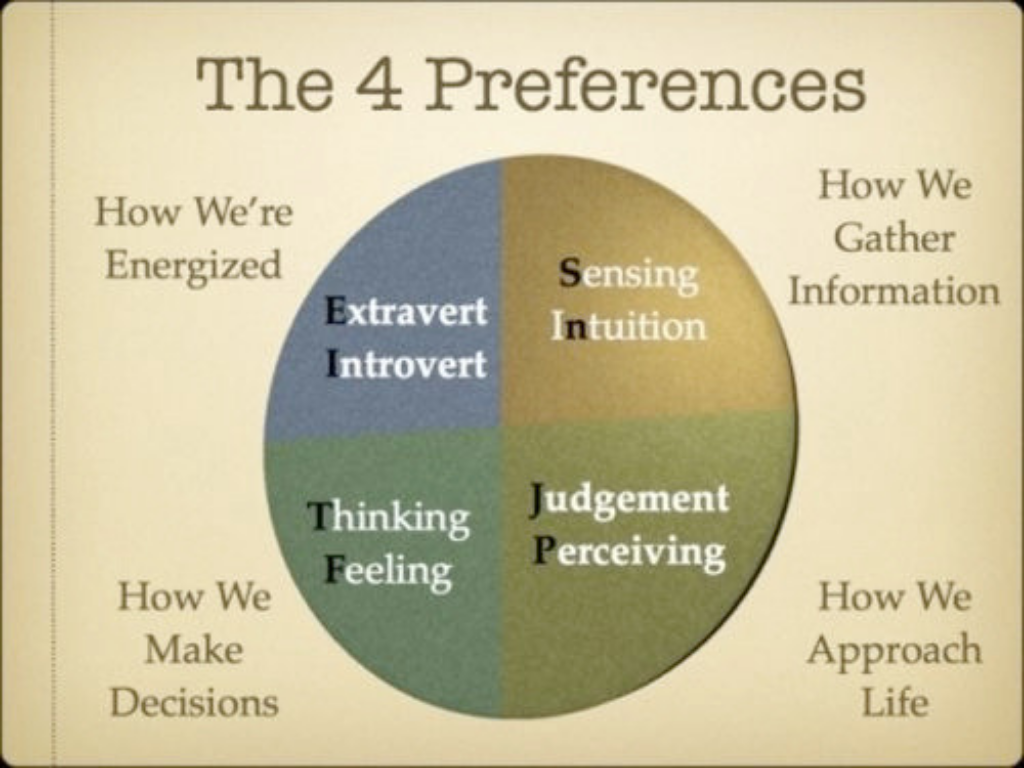 The 4 Preferences
How We're
Energized
Extravert
Introvert
How We
Gather
Information
Sensing
Intuition
Thinking
Feeling
How We
Make
Decisions
Judgement
Perceiving
How We
Approach
Life